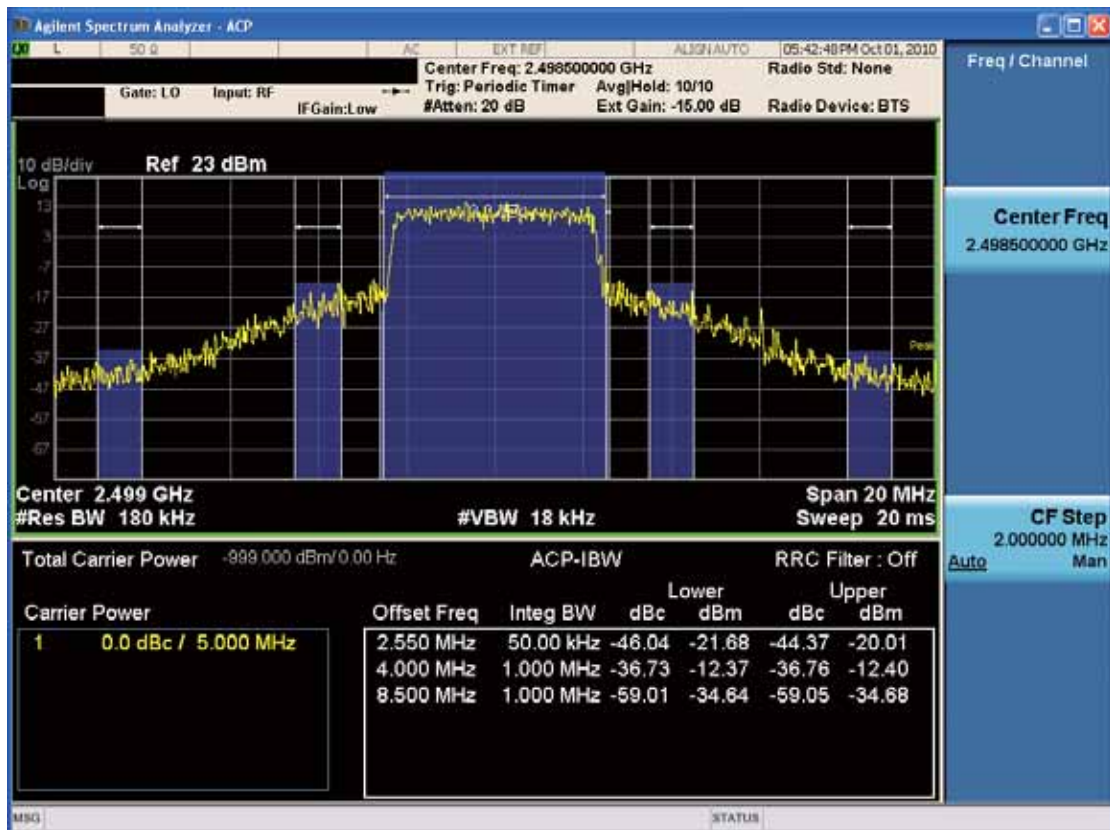 Agilent Spectrum Analyzer - ACP
L 50 Ω AC EXT REF ALIGN AUTO 05:42:48 PM Oct 01, 2010
Center Freq: 2.498500000 GHz Radio Std: None
Gate: LO Input: RF Trig: Periodic Timer Avg|Hold: 10/10
IFGain:Low #Atten: 20 dB Ext Gain: -15.00 dB Radio Device: BTS
10 dB/div Ref 23 dBm
Log
13
3
-7
-17
-27
-37
-47
-57
-67
Peak
Center 2.499 GHz Span 20 MHz
#Res BW 180 kHz #VBW 18 kHz Sweep 20 ms
Total Carrier Power -999.000 dBm/ 0.00 Hz ACP-IBW RRC Filter : Off
Lower Upper
Carrier Power Offset Freq Integ BW dBc dBm dBc dBm
1 0.0 dBc / 5.000 MHz 2.550 MHz 50.00 kHz -46.04 -21.68 -44.37 -20.01
4.000 MHz 1.000 MHz -36.73 -12.37 -36.76 -12.40
8.500 MHz 1.000 MHz -59.01 -34.64 -59.05 -34.68
MSG STATUS
Freq / Channel
Center Freq
2.498500000 GHz
CF Step
2.000000 MHz
Auto Man